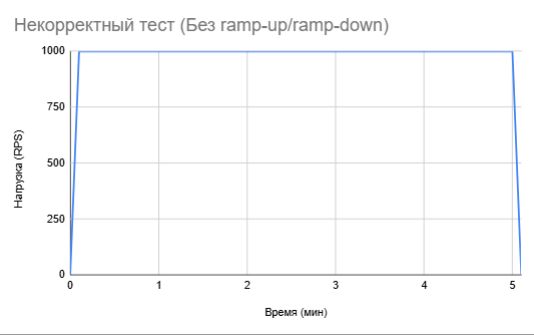 Некорректный тест (Без ramp-up/ramp-down)
1000
750
500
250
0
Нагрузка (RPS)
0 1 2 3 4 5
Время (мин)